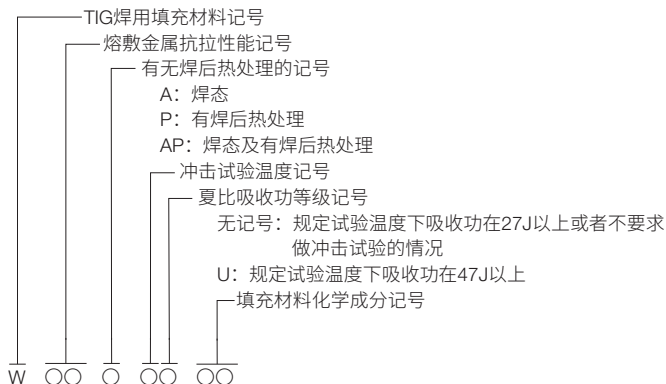 TIG焊用填充材料记号
熔敷金属抗拉性能记号
有无焊后热处理的记号
A：焊态
P：有焊后热处理
AP：焊态及有焊后热处理
冲击试验温度记号
夏比吸收功等级记号
无记号：规定试验温度下吸收功在27J以上或者不要求
做冲击试验的情况
U：规定试验温度下吸收功在47J以上
填充材料化学成分记号
W ○○ ○ ○○ ○○